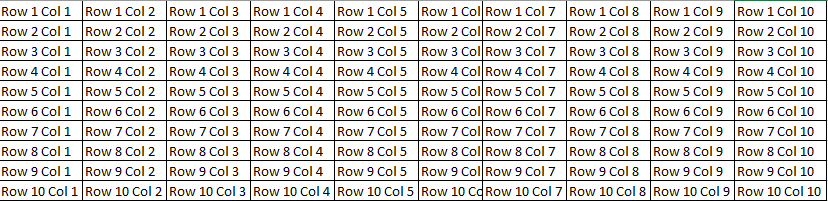 Row 1 Col 1 Row 1 Col 2 Row 1 Col 3 Row 1 Col 4 Row 1 Col 5 Row 1 Col Row 1 Col 7 Row 1 Col 8 Row 1 Col 9 Row 1 Col 10
Row 2 Col 1 Row 2 Col 2 Row 2 Col 3 Row 2 Col 4 Row 2 Col 5 Row 2 Col Row 2 Col 7 Row 2 Col 8 Row 2 Col 9 Row 2 Col 10
Row 3 Col 1 Row 3 Col 2 Row 3 Col 3 Row 3 Col 4 Row 3 Col 5 Row 3 Col Row 3 Col 7 Row 3 Col 8 Row 3 Col 9 Row 3 Col 10
Row 4 Col 1 Row 4 Col 2 Row 4 Col 3 Row 4 Col 4 Row 4 Col 5 Row 4 Col Row 4 Col 7 Row 4 Col 8 Row 4 Col 9 Row 4 Col 10
Row 5 Col 1 Row 5 Col 2 Row 5 Col 3 Row 5 Col 4 Row 5 Col 5 Row 5 Col Row 5 Col 7 Row 5 Col 8 Row 5 Col 9 Row 5 Col 10
Row 6 Col 1 Row 6 Col 2 Row 6 Col 3 Row 6 Col 4 Row 6 Col 5 Row 6 Col Row 6 Col 7 Row 6 Col 8 Row 6 Col 9 Row 6 Col 10
Row 7 Col 1 Row 7 Col 2 Row 7 Col 3 Row 7 Col 4 Row 7 Col 5 Row 7 Col Row 7 Col 7 Row 7 Col 8 Row 7 Col 9 Row 7 Col 10
Row 8 Col 1 Row 8 Col 2 Row 8 Col 3 Row 8 Col 4 Row 8 Col 5 Row 8 Col Row 8 Col 7 Row 8 Col 8 Row 8 Col 9 Row 8 Col 10
Row 9 Col 1 Row 9 Col 2 Row 9 Col 3 Row 9 Col 4 Row 9 Col 5 Row 9 Col Row 9 Col 7 Row 9 Col 8 Row 9 Col 9 Row 9 Col 10
Row 10 Col 1 Row 10 Col 2 Row 10 Col 3 Row 10 Col 4 Row 10 Col 5 Row 10 Co Row 10 Col 7 Row 10 Col 8 Row 10 Col 9 Row 10 Col 10